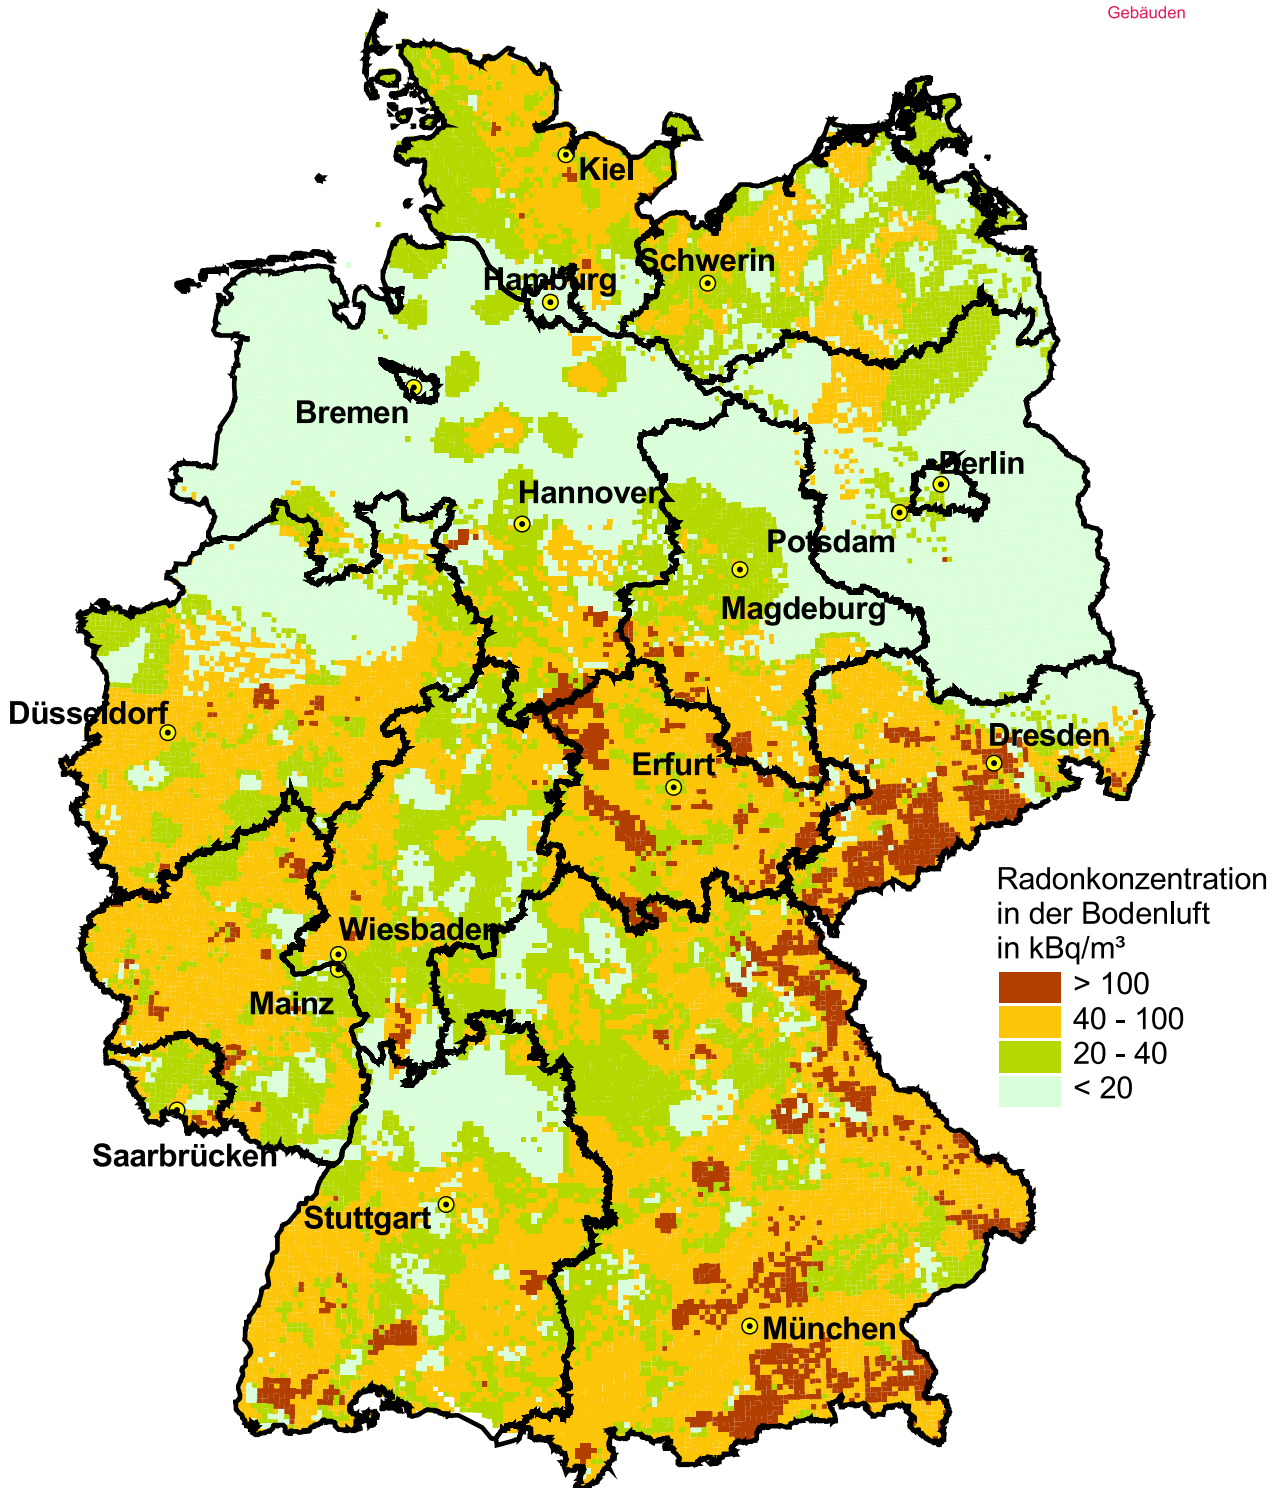 Gebäuden
Kiel
Schwerin
Hamburg
Bremen
Berlin
Hannover
Potsdam
Magdeburg
Düsseldorf
Dresden
Erfurt
Radonkonzentration
in der Bodenluft
in kBq/m³
> 100
40 - 100
20 - 40
< 20
Wiesbaden
Mainz
Saarbrücken
Stuttgart
München